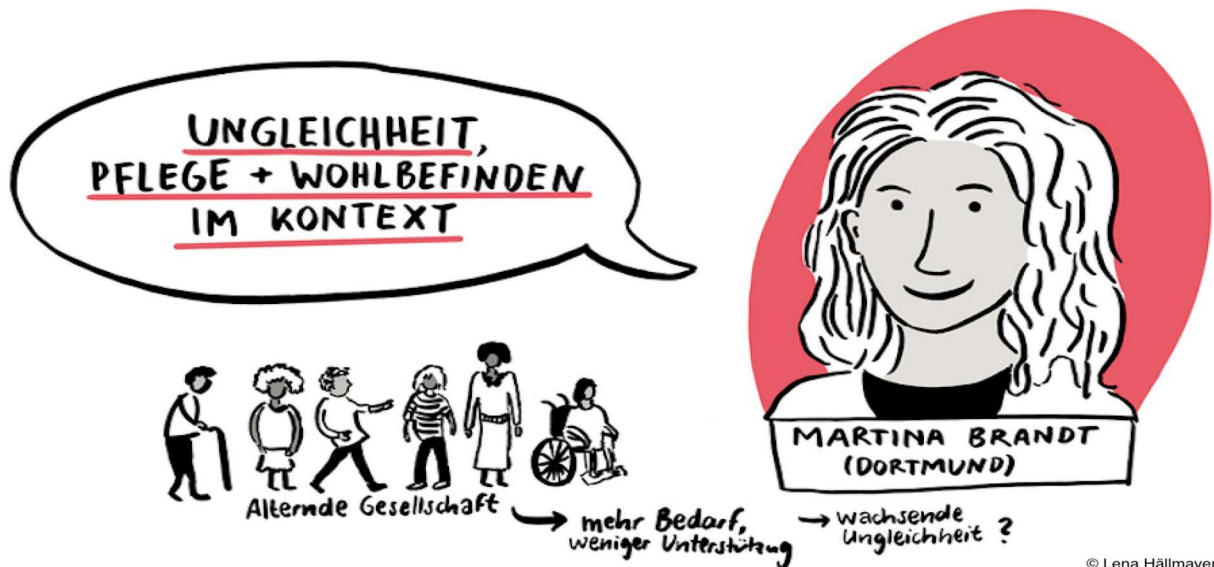 UNGLEICHHEIT,
PFLEGE + WOHLBEFINDEN
IM KONTEXT
MARTINA BRANDT
(DORTMUND)
Alternde Gesellschaft
mehr Bedarf,
weniger Unterstützung
wachsende
Ungleichheit ?
© Lena Hällmayer